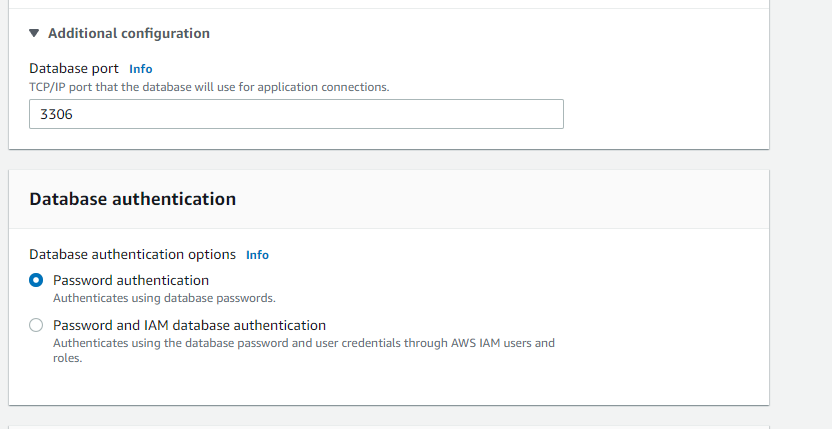 Additional configuration
Database port Info
TCP/IP port that the database will use for application connections.
3306
Database authentication
Database authentication options Info
Password authentication
Authenticates using database passwords.
Password and IAM database authentication
Authenticates using the database password and user credentials through AWS IAM users and
roles.